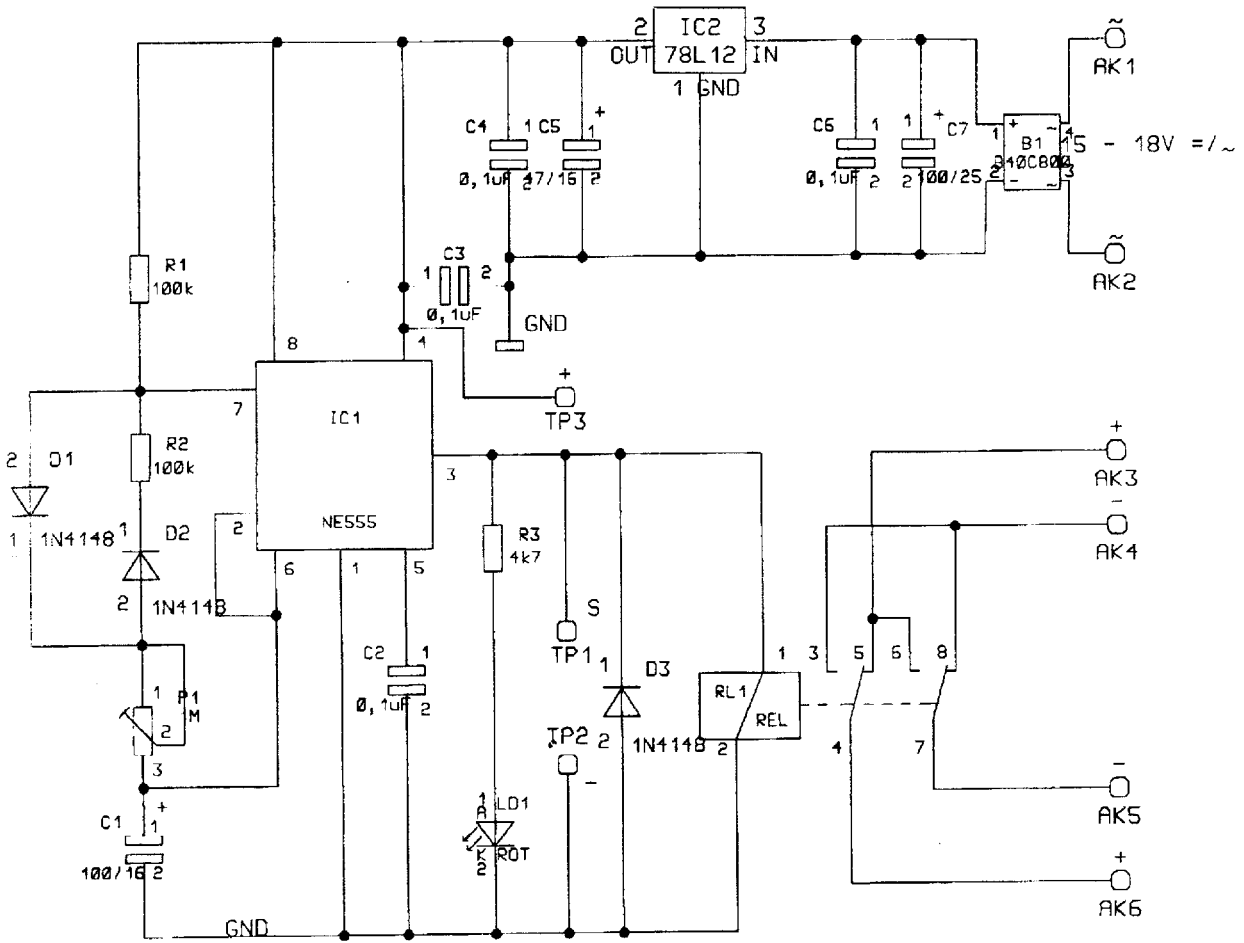 2 IC2 3
OUT 78L12 IN
1 GND
~
AK1
C4 1 C5 1 +
0,1uF 2 47/16 2
C6 1 1 + C7
0,1uF 2 2 100/25
1 + ~ 4
B1
B40C800
2 - ~ 3
15 - 18V =/~
~
AK2
R1
100k
C3
1 2
0,1uF
GND
8 4
+
TP3
7 IC1
3
NE555
2
6 1 5
R2
100k
2 D1
1 1N4148
1 D2
2 1N4148
R3
4k7
S
TP1
+
AK3
-
AK4
C2 1
0,1uF 2
1 D3
2 1N4148
1
RL1
REL
2
3 5 6 8
4 7
1 P1
2 M
3
TP2
-
C1 1 +
100/16 2
1
A LD1
K ROT
2
-
AK5
+
AK6
GND